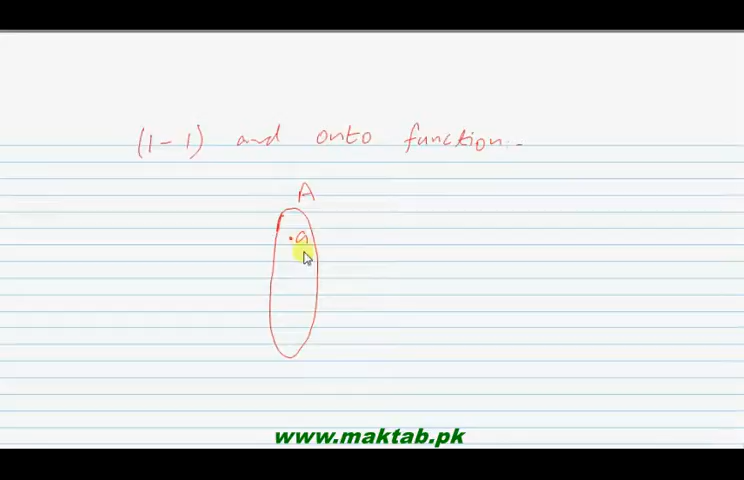 (1-1) and onto function:-
A
.a
www.maktab.pk